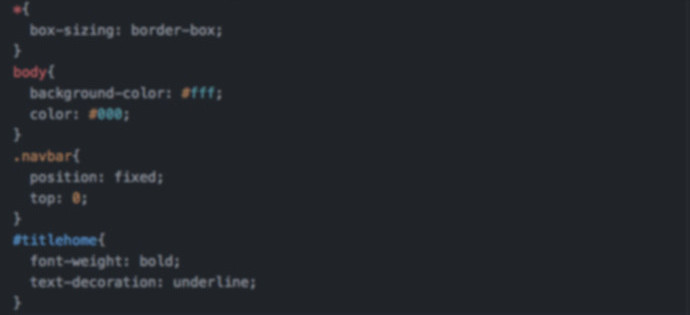 *{
  box-sizing: border-box;
}
body{
  background-color: #fff;
  color: #000;
}
.navbar{
  position: fixed;
  top: 0;
}
#titlehome{
  font-weight: bold;
  text-decoration: underline;
}